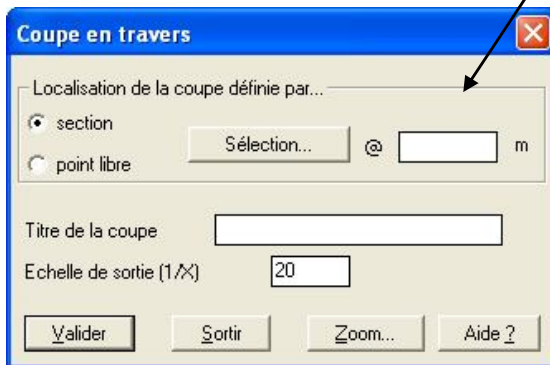 Coupe en travers
Localisation de la coupe définie par...
section
Sélection... @ m
point libre
Titre de la coupe
Echelle de sortie (1/X) 20
Valider Sortir Zoom... Aide ?